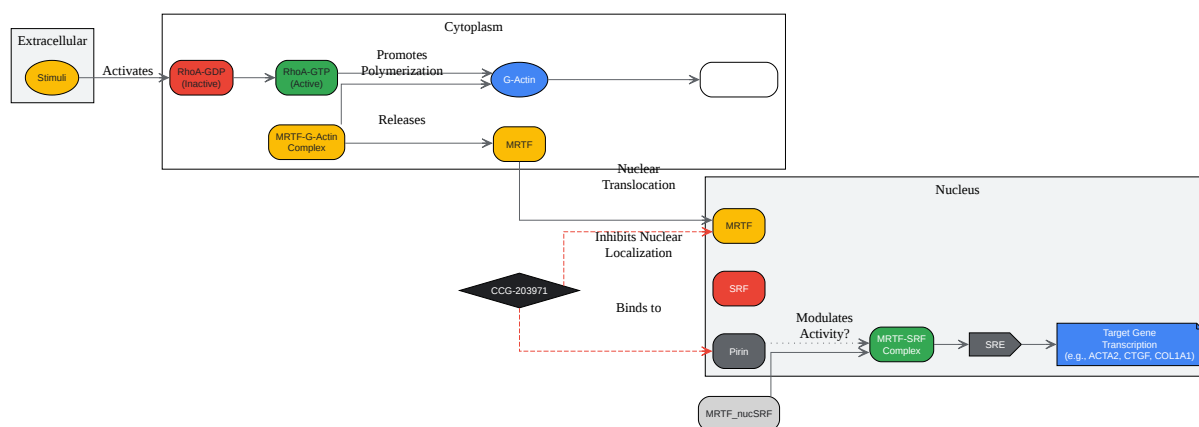 Extracellular
Stimuli
Activates
Cytoplasm
RhoA-GDP
(Inactive)
RhoA-GTP
(Active)
Promotes
Polymerization
G-Actin
MRTF-G-Actin
Complex
Releases
MRTF
Nuclear
Translocation
Nucleus
MRTF
Inhibits Nuclear
Localization
CCG-203971
SRF
Binds to
Pirin
Modulates
Activity?
MRTF-SRF
Complex
SRE
Target Gene
Transcription
(e.g., ACTA2, CTGF, COL1A1)
MRTF_nucSRF